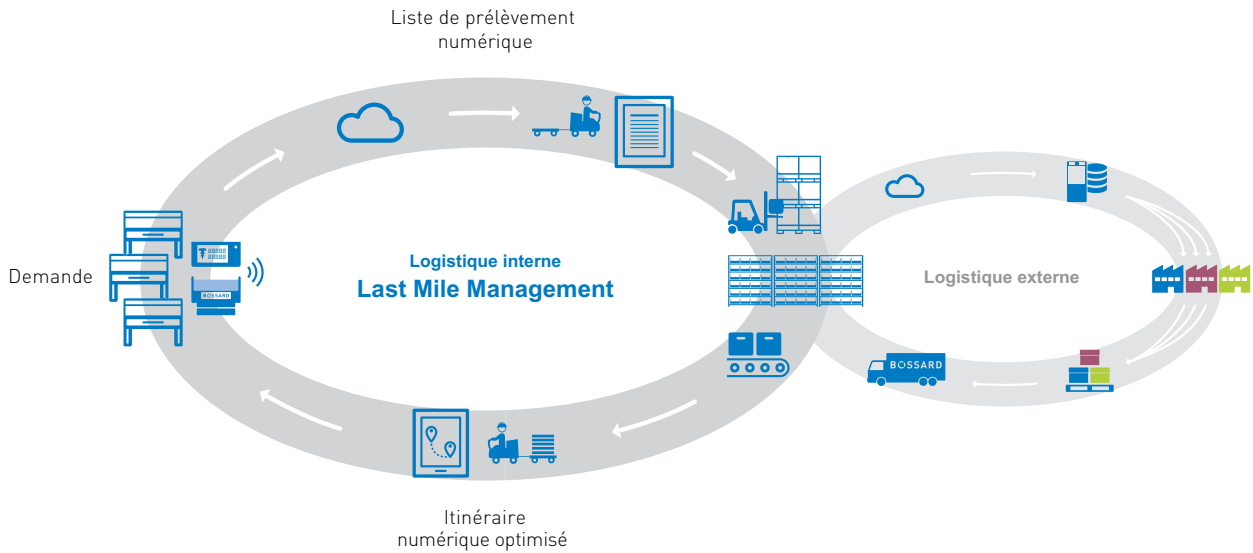 Liste de prélèvement
numérique
Demande
BOSSARD
Logistique interne
Last Mile Management
Logistique externe
BOSSARD
Itinéraire
numérique optimisé